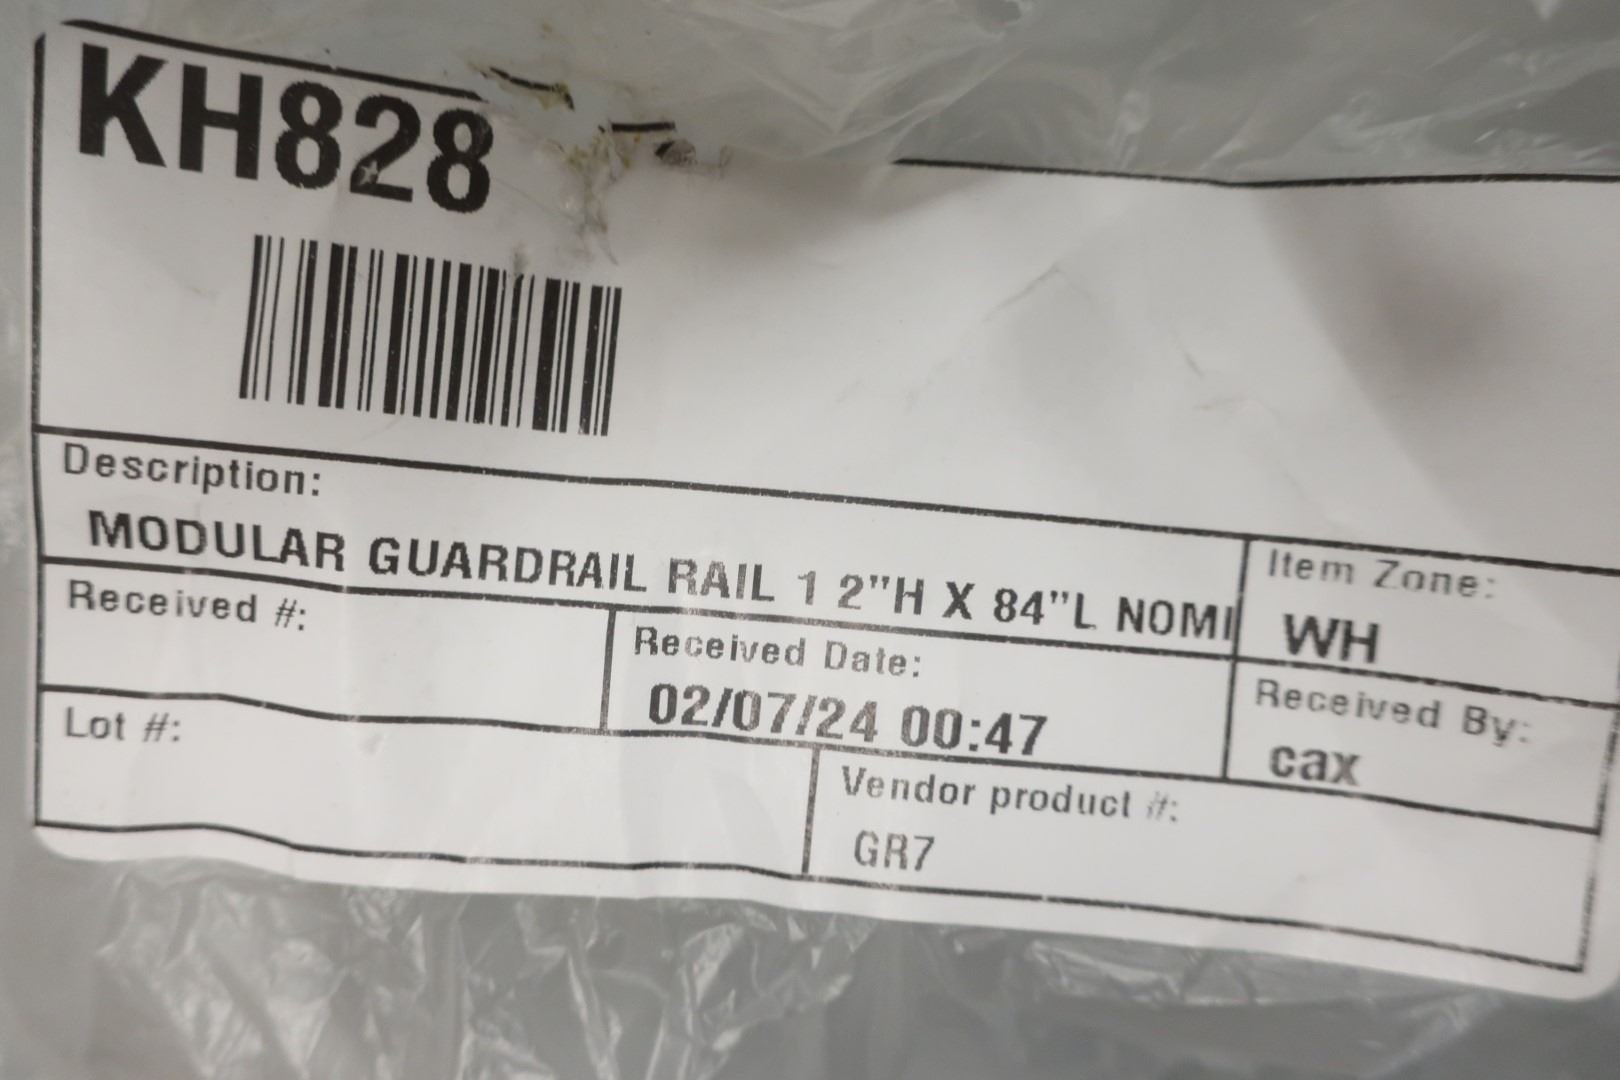 KH828
Description:
MODULAR GUARDRAIL RAIL 1 2"H X 84"L NOMI
Item Zone:
WH
Received #:
Received Date:
02/07/24 00:47
Received By:
cax
Lot #:
Vendor product #:
GR7